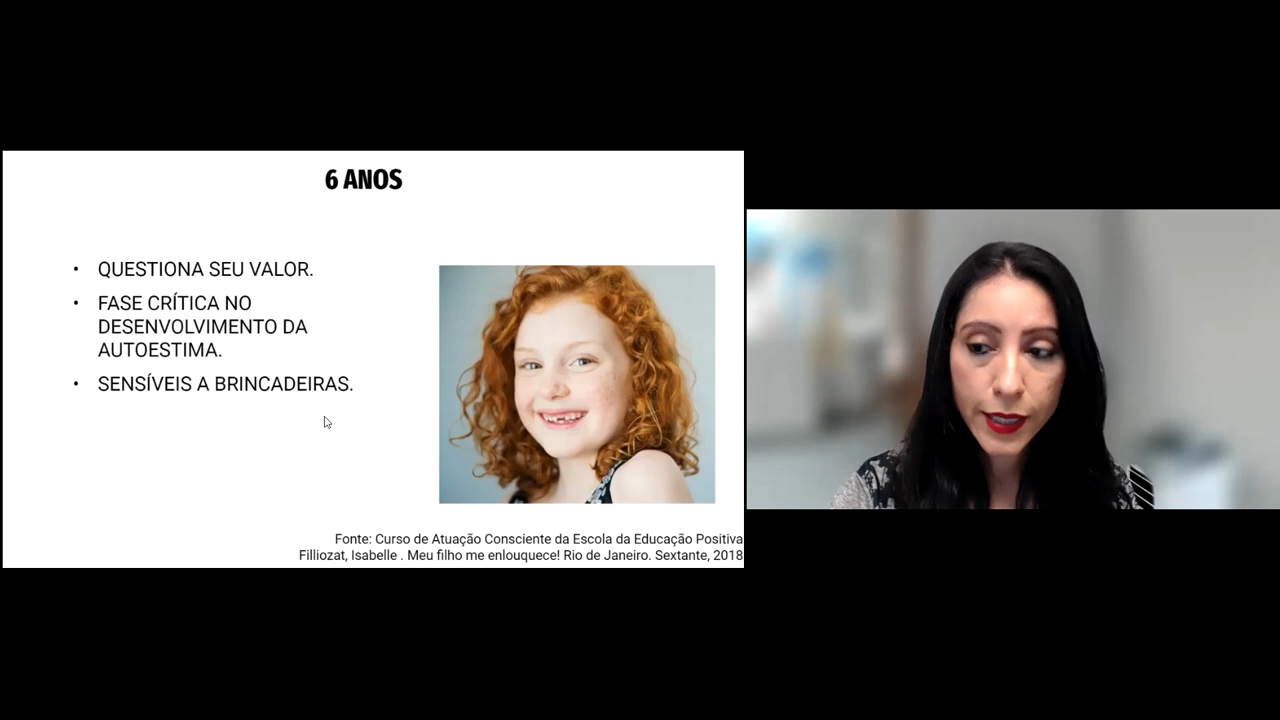 6 ANOS
• QUESTIONA SEU VALOR.
• FASE CRÍTICA NO
DESENVOLVIMENTO DA
AUTOESTIMA.
• SENSÍVEIS A BRINCADEIRAS.
Fonte: Curso de Atuação Consciente da Escola da Educação Positiva
Filliozat, Isabelle . Meu filho me enlouquece! Rio de Janeiro. Sextante, 2018